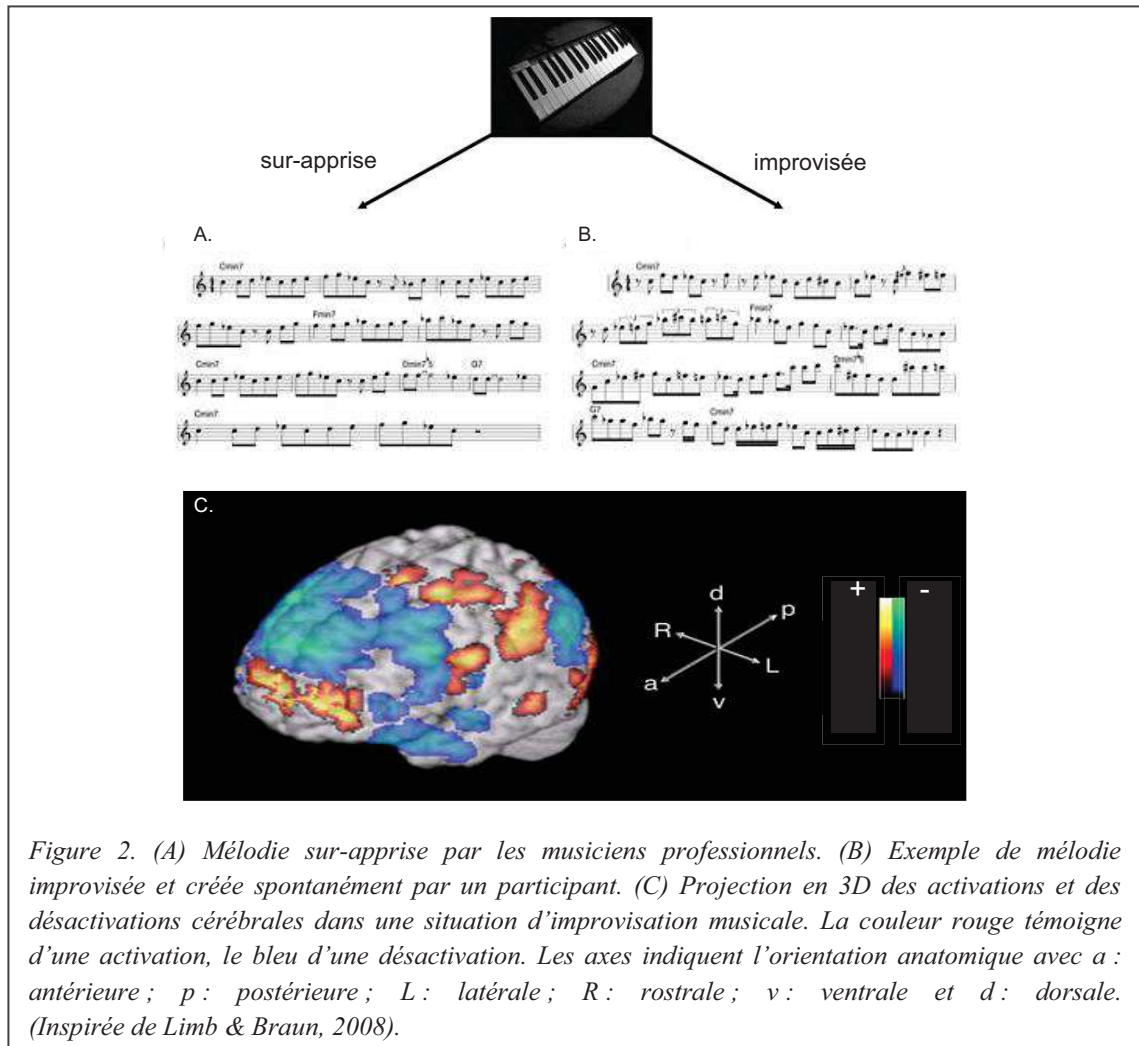 sur-apprise
improvisée
A.
B.
Cmin7
Cmin7
Fmin7
Fmin7
Cmin7
Dmin7
5
G7
Cmin7
Dmin7
G7
Cmin7
Cmin7
C.
d
p
R
L
a
v
+
-
Figure 2. (A) Mélodie sur-apprise par les musiciens professionnels. (B) Exemple de mélodie
improvisée et créée spontanément par un participant. (C) Projection en 3D des activations et des
désactivations cérébrales dans une situation d’improvisation musicale. La couleur rouge témoigne
d’une activation, le bleu d’une désactivation. Les axes indiquent l’orientation anatomique avec a :
antérieure ; p : postérieure ; L : latérale ; R : rostrale ; v : ventrale et d : dorsale.
(Inspirée de Limb & Braun, 2008).